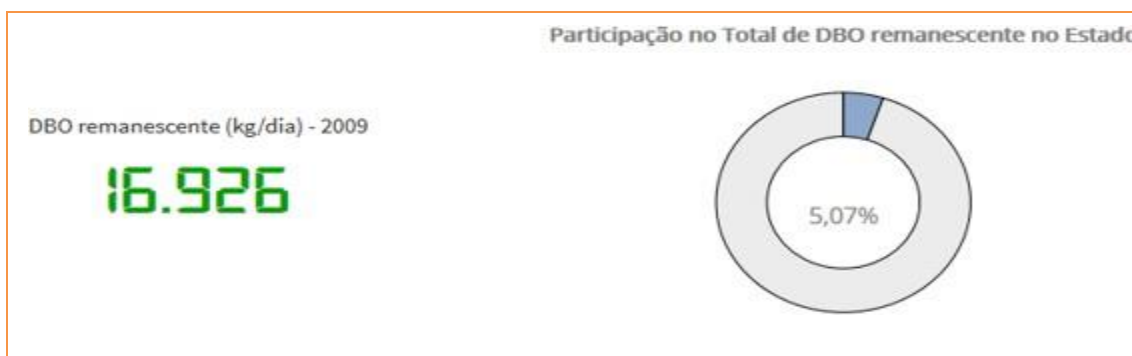 Participação no Total de DBO remanescente no Estado
DBO remanescente (kg/dia) - 2009
16.926
5,07%